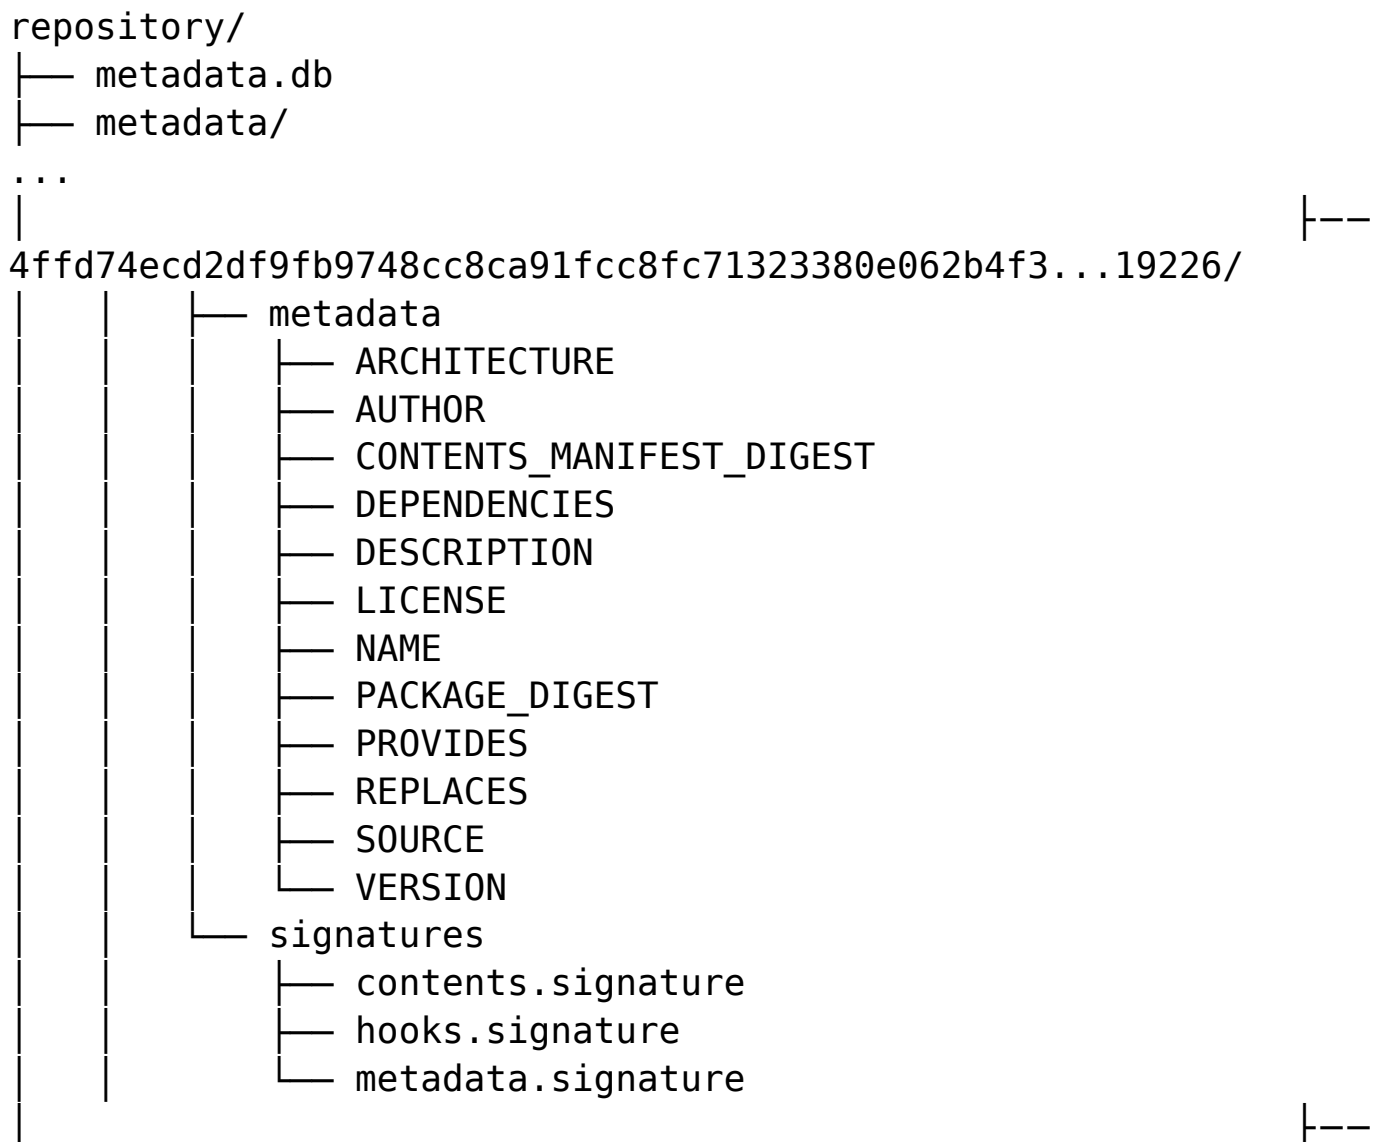 repository/
├── metadata.db
├── metadata/
...
│                                                           ├──
4ffd74ecd2df9fb9748cc8ca91fcc8fc71323380e062b4f3...19226/
│   │   ├── metadata
│   │   │   ├── ARCHITECTURE
│   │   │   ├── AUTHOR
│   │   │   ├── CONTENTS_MANIFEST_DIGEST
│   │   │   ├── DEPENDENCIES
│   │   │   ├── DESCRIPTION
│   │   │   ├── LICENSE
│   │   │   ├── NAME
│   │   │   ├── PACKAGE_DIGEST
│   │   │   ├── PROVIDES
│   │   │   ├── REPLACES
│   │   │   ├── SOURCE
│   │   │   └── VERSION
│   │   └── signatures
│   │       ├── contents.signature
│   │       ├── hooks.signature
│   │       └── metadata.signature
│                                                           ├──